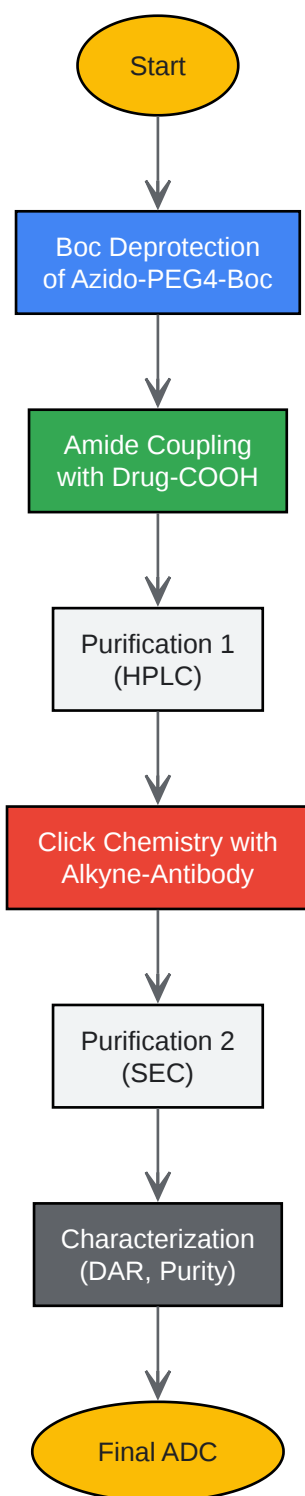 Start
Boc Deprotection
of Azido-PEG4-Boc
Amide Coupling
with Drug-COOH
Purification 1
(HPLC)
Click Chemistry with
Alkyne-Antibody
Purification 2
(SEC)
Characterization
(DAR, Purity)
Final ADC